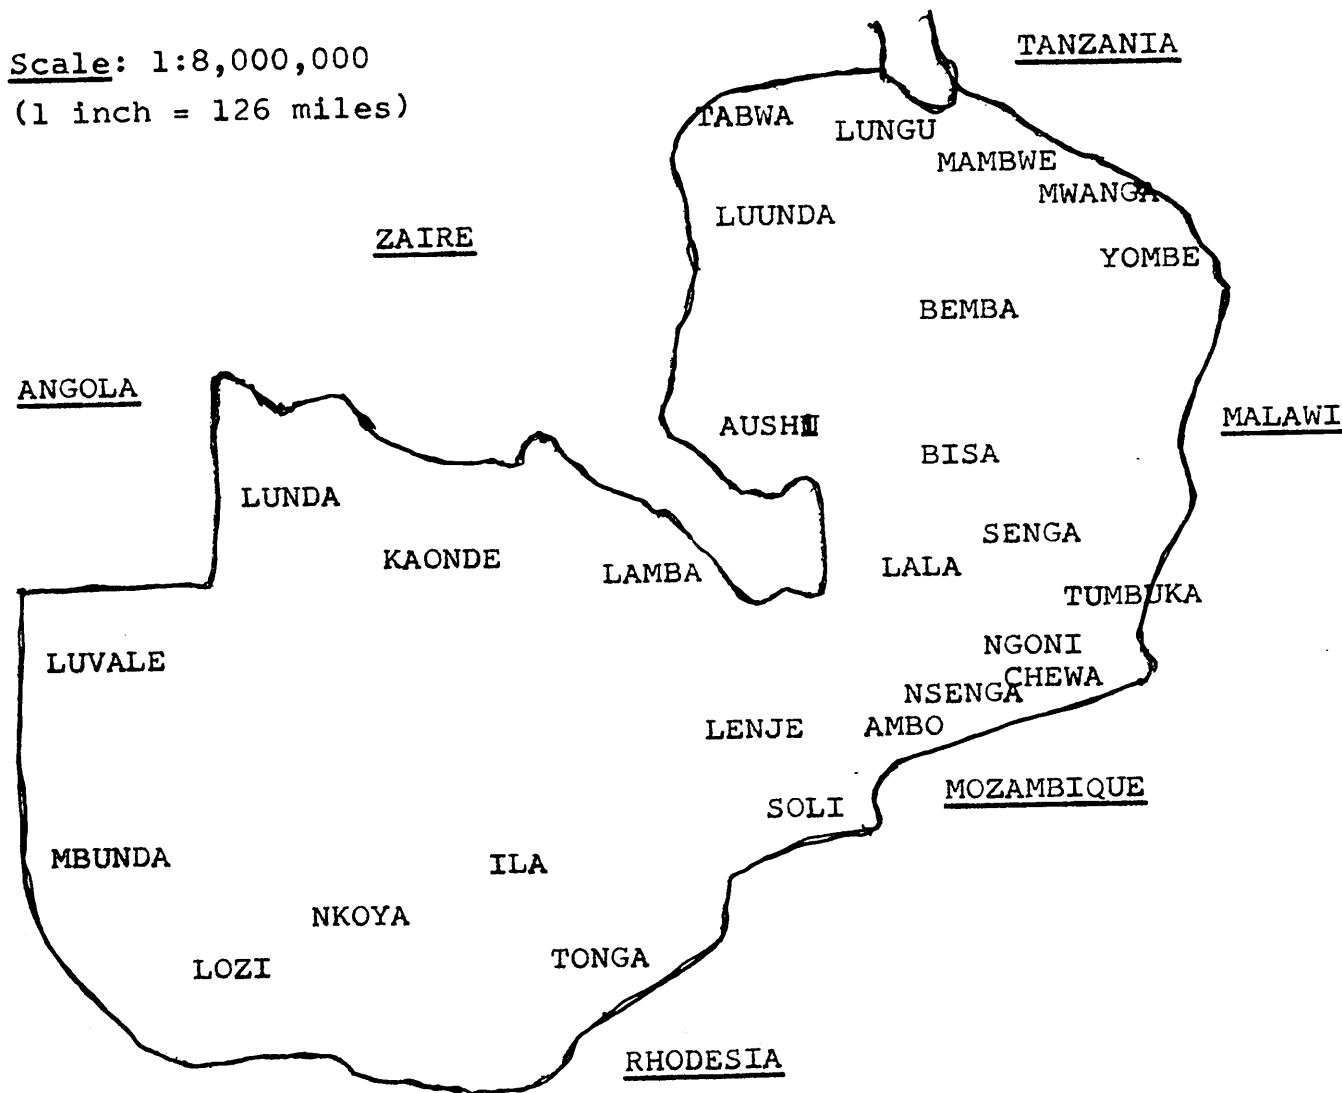 Scale: 1:8,000,000
(1 inch = 126 miles)
TANZANIA
TABWA
LUNGU
MAMBWE
MWANGA
LUUNDA
ZAIRE
YOMBE
BEMBA
ANGOLA
MALAWI
AUSHI
BISA
LUNDA
SENGA
KAONDE
LAMBA
LALA
TUMBUKA
NGONI
LUVALE
CHEWA
NSENGA
LENJE
AMBO
MOZAMBIQUE
SOLI
MBUNDA
ILA
NKOYA
TONGA
LOZI
RHODESIA